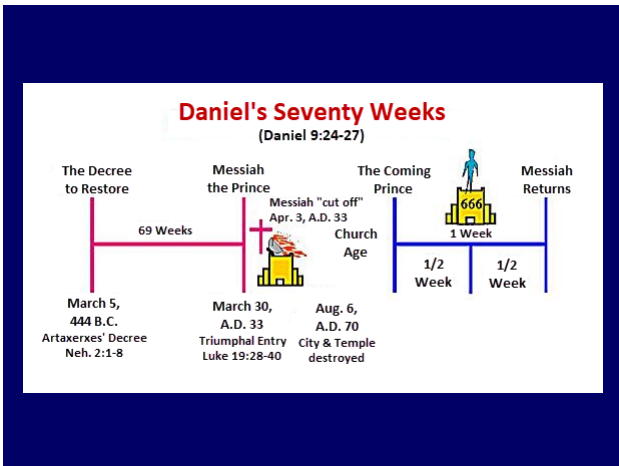 Daniel's Seventy Weeks
(Daniel 9:24-27)
The Decree
to Restore
Messiah
the Prince
The Coming
Prince
Messiah
Returns
Messiah "cut off"
Apr. 3, A.D. 33
666
69 Weeks
Church
Age
1 Week
1/2
Week
1/2
Week
March 5,
444 B.C.
Artaxerxes' Decree
Neh. 2:1-8
March 30,
A.D. 33
Triumphal Entry
Luke 19:28-40
Aug. 6,
A.D. 70
City & Temple
destroyed